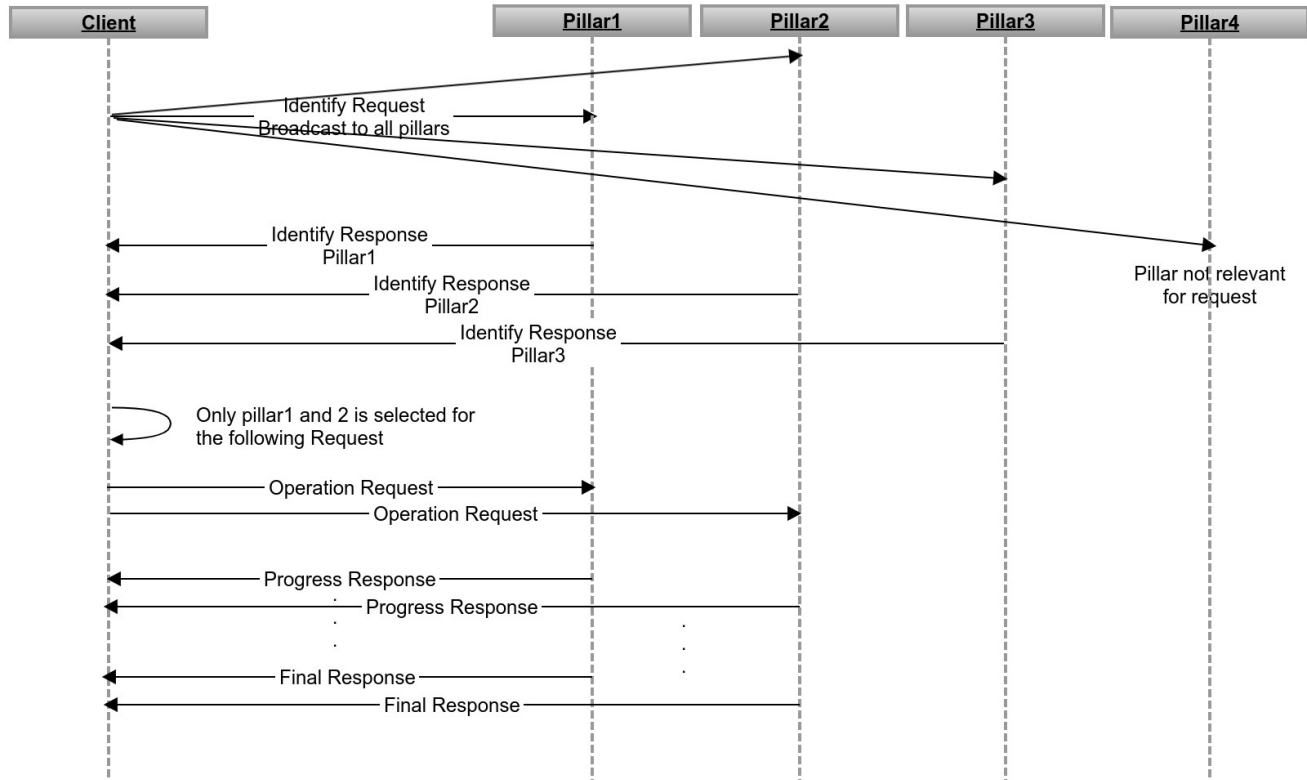 Client
Pillar1
Pillar2
Pillar3
Pillar4
Identify Request
Broadcast to all pillars
Identify Response
Pillar1
Pillar not relevant
for request
Identify Response
Pillar2
Identify Response
Pillar3
Only pillar1 and 2 is selected for
the following Request
Operation Request
Operation Request
Progress Response
Progress Response
Final Response
Final Response